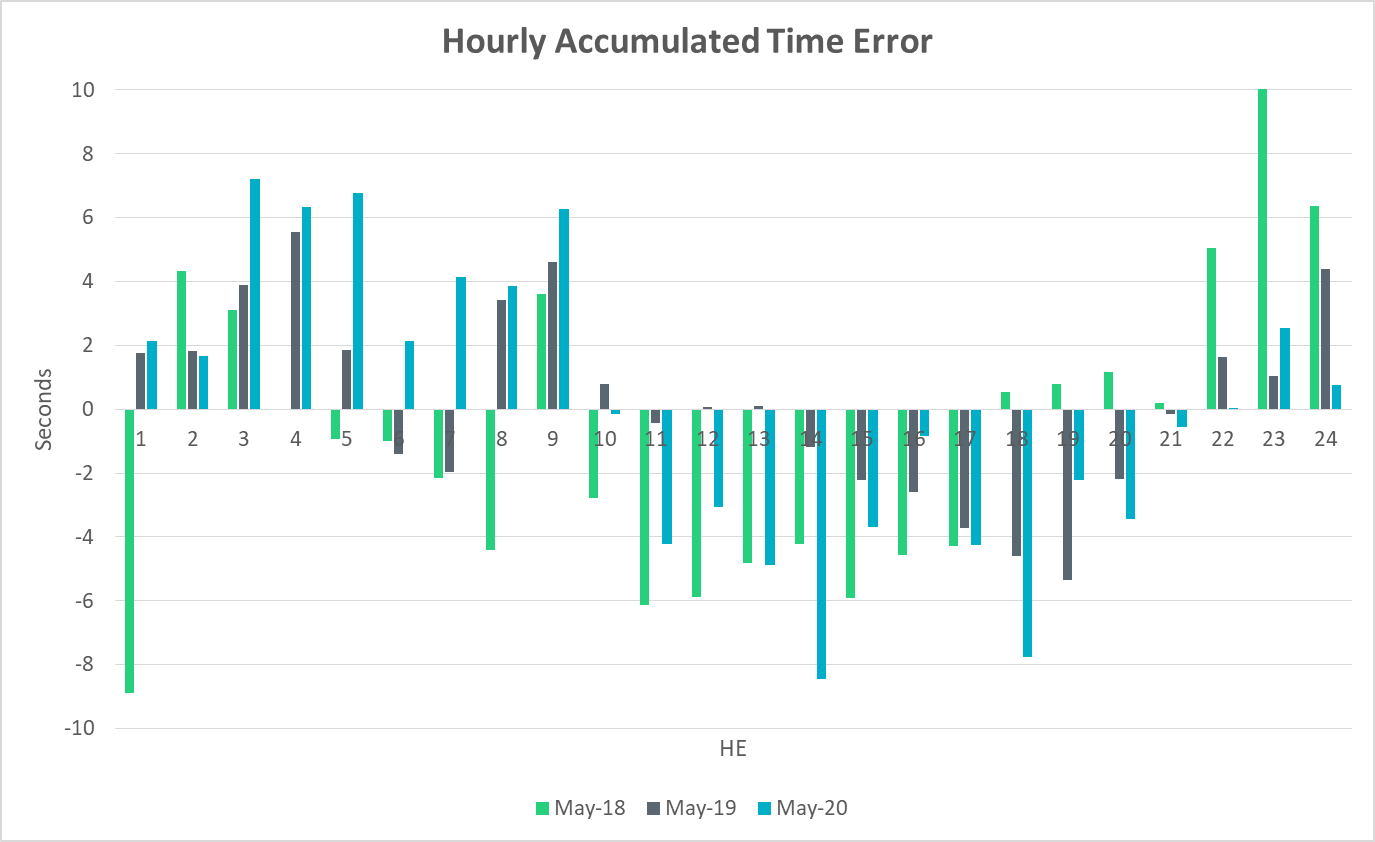 Hourly Accumulated Time Error
10
8
6
4
2
0
-2
-4
-6
-8
-10
Seconds
1 2 3 4 5 6 7 8 9 10 11 12 13 14 15 16 17 18 19 20 21 22 23 24
HE
May-18 May-19 May-20